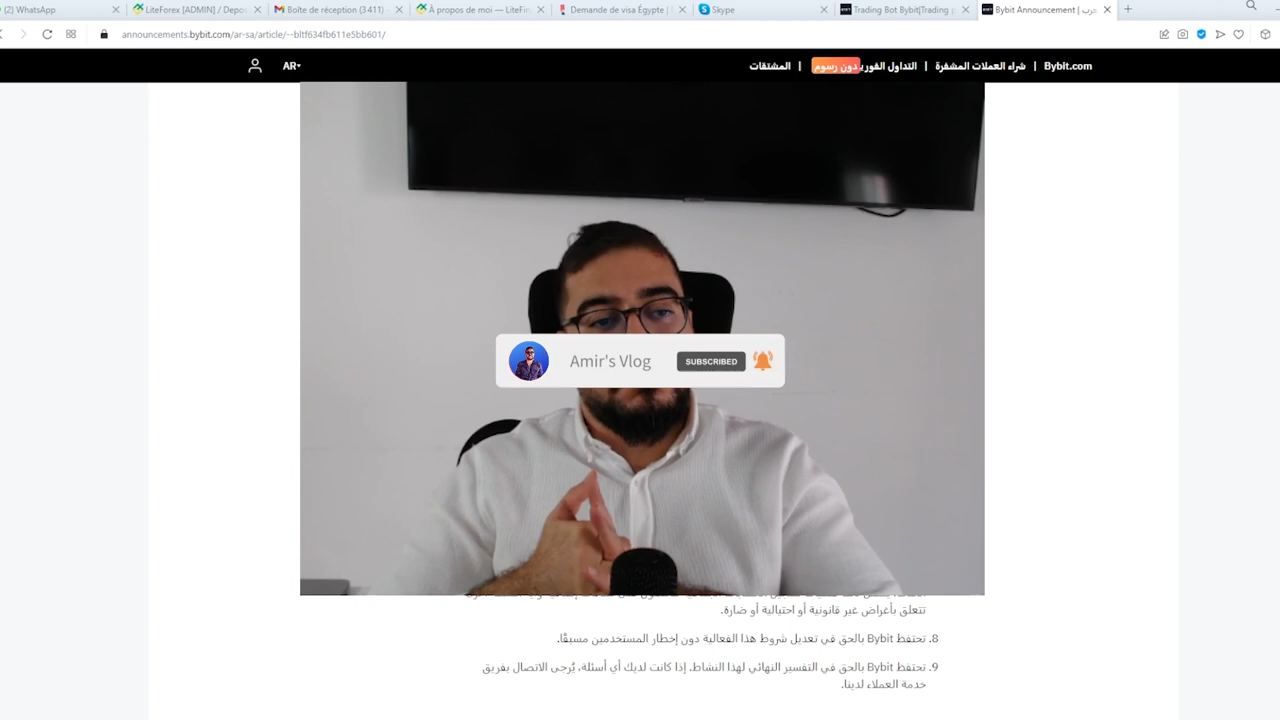 (2) WhatsApp
LiteForex [ADMIN] / Depo
Boîte de réception (3 411) -
À propos de moi — LiteFin
Demande de visa Égypte |
Skype
Trading Bot Bybit|Trading
Bybit Announcement |
announcements.bybit.com/ar-sa/article/--bltf634fb611e5bb601/
Bybit.com | شراء العملات المشفرة | التداول الفوري دون رسوم | المشتقات
AR
Amir's Vlog
SUBSCRIBED
تتعلق بأغراض غير قانونية أو احتيالية أو ضارة.
8. تحتفظ Bybit بالحق في تعديل شروط هذا الفعالية دون إخطار المستخدمين مسبقًا.
9. تحتفظ Bybit بالحق في التفسير النهائي لهذا النشاط. إذا كانت لديك أي أسئلة، يُرجى الاتصال بفريق
خدمة العملاء لدينا.